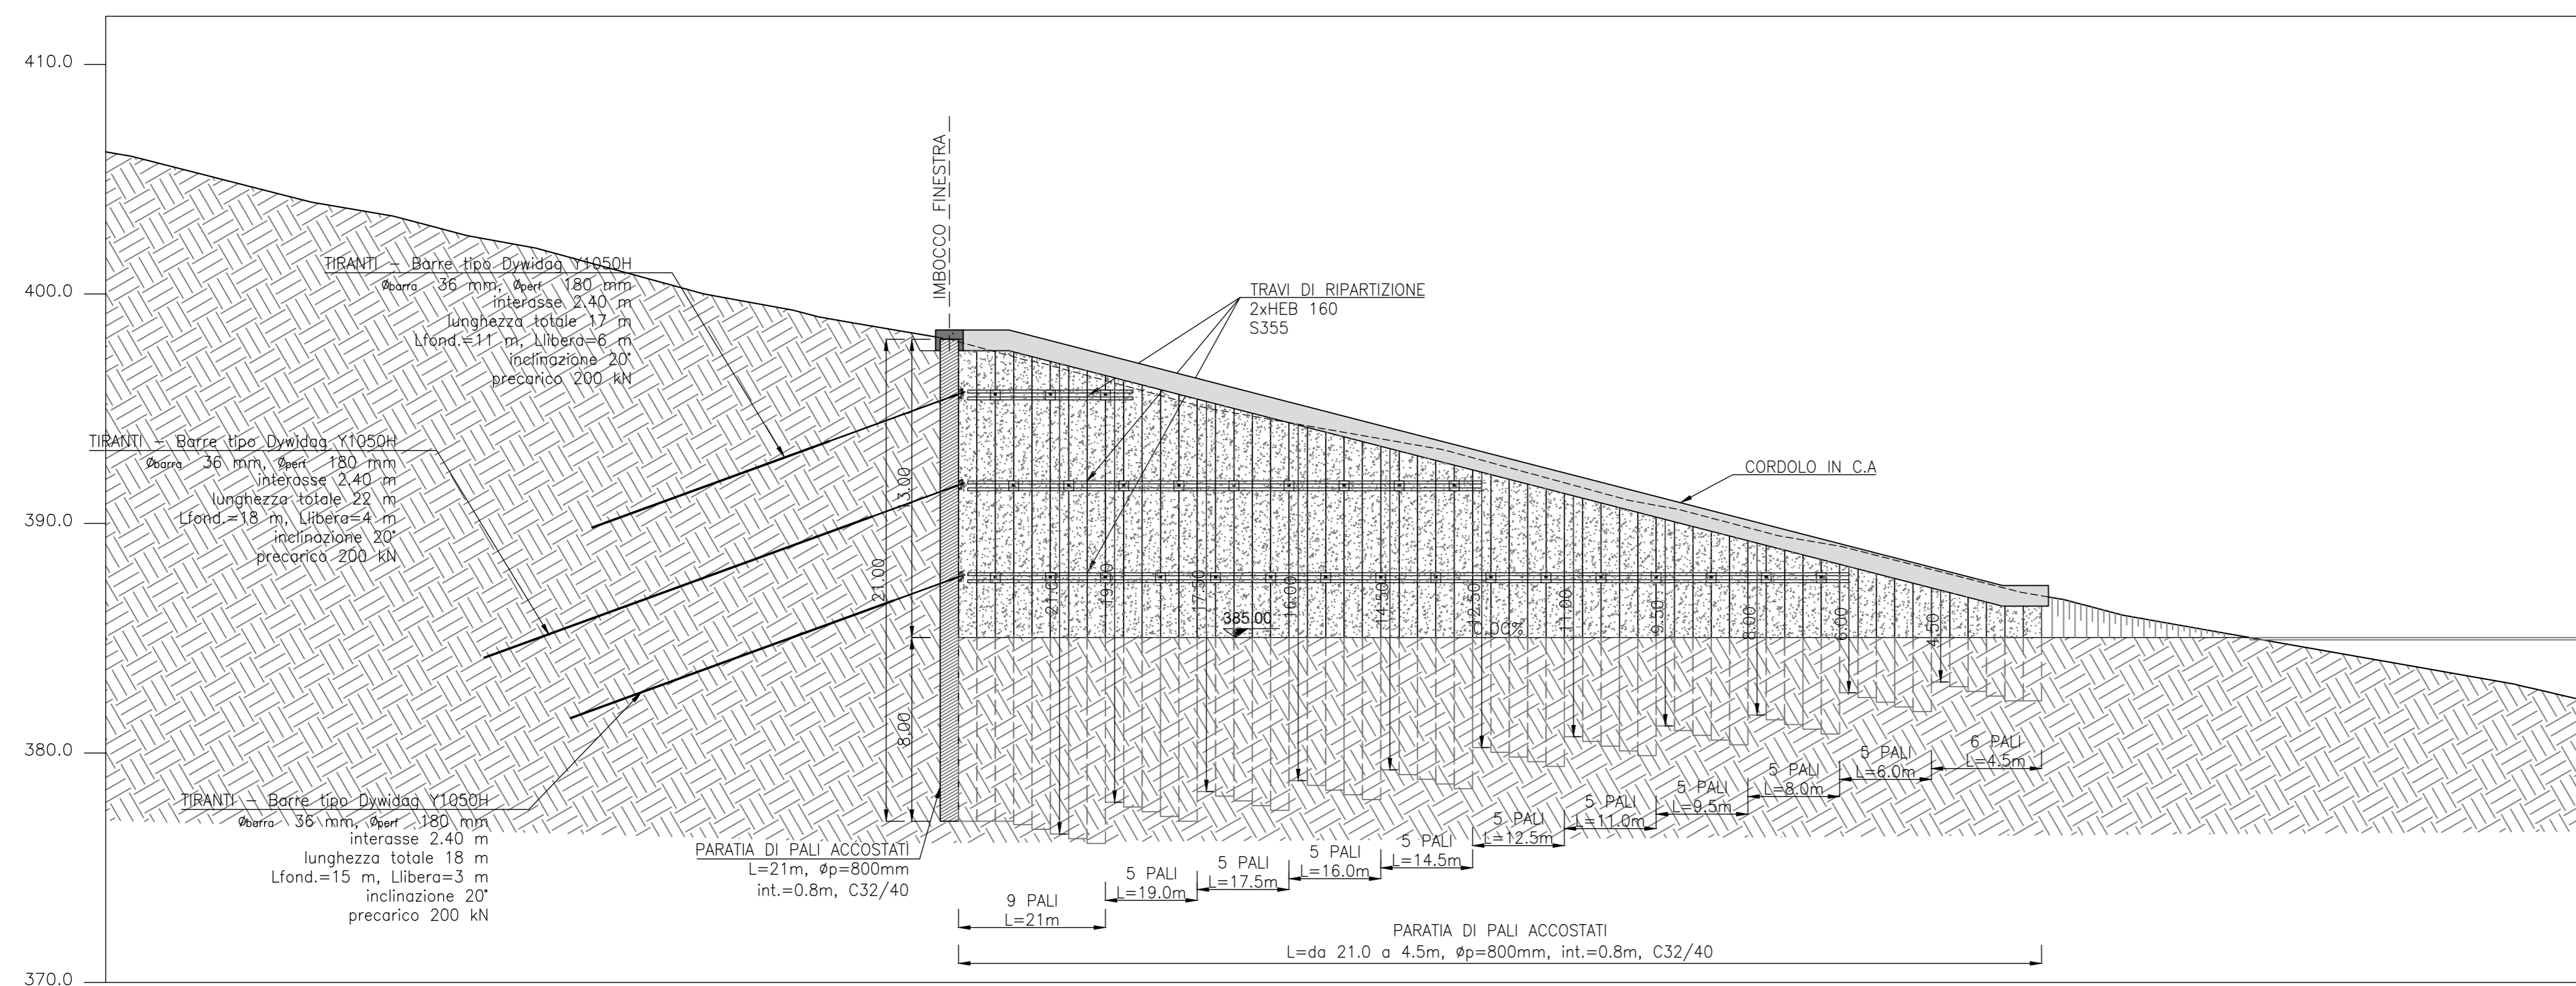 410.0
400.0
390.0
380.0
370.0
IMBOCCO FINESTRA
TIRANTI – Barre tipo Dywidag Y1050H
Øbarra 36 mm, Øperf 180 mm
interasse 2.40 m
lunghezza totale 17 m
Lfond.=11 m, Llibera=6 m
inclinazione 20°
precarico 200 kN
TRAVI DI RIPARTIZIONE
2xHEB 160
S355
TIRANTI – Barre tipo Dywidag Y1050H
Øbarra 36 mm, Øperf 180 mm
interasse 2.40 m
lunghezza totale 22 m
Lfond.=18 m, Llibera=4 m
inclinazione 20°
precarico 200 kN
CORDOLO IN C.A
13.00
21.00
8.00
21.00
19.00
17.50
16.00
14.50
12.50
11.00
9.50
8.00
6.00
4.50
385.00
0.00%
TIRANTI – Barre tipo Dywidag Y1050H
Øbarra 36 mm, Øperf 180 mm
interasse 2.40 m
lunghezza totale 18 m
Lfond.=15 m, Llibera=3 m
inclinazione 20°
precarico 200 kN
PARATIA DI PALI ACCOSTATI
L=21m, Øp=800mm
int.=0.8m, C32/40
9 PALI
L=21m
5 PALI
L=19.0m
5 PALI
L=17.5m
5 PALI
L=16.0m
5 PALI
L=14.5m
5 PALI
L=12.5m
5 PALI
L=11.0m
5 PALI
L=9.5m
5 PALI
L=8.0m
5 PALI
L=6.0m
6 PALI
L=4.5m
PARATIA DI PALI ACCOSTATI
L=da 21.0 a 4.5m, Øp=800mm, int.=0.8m, C32/40